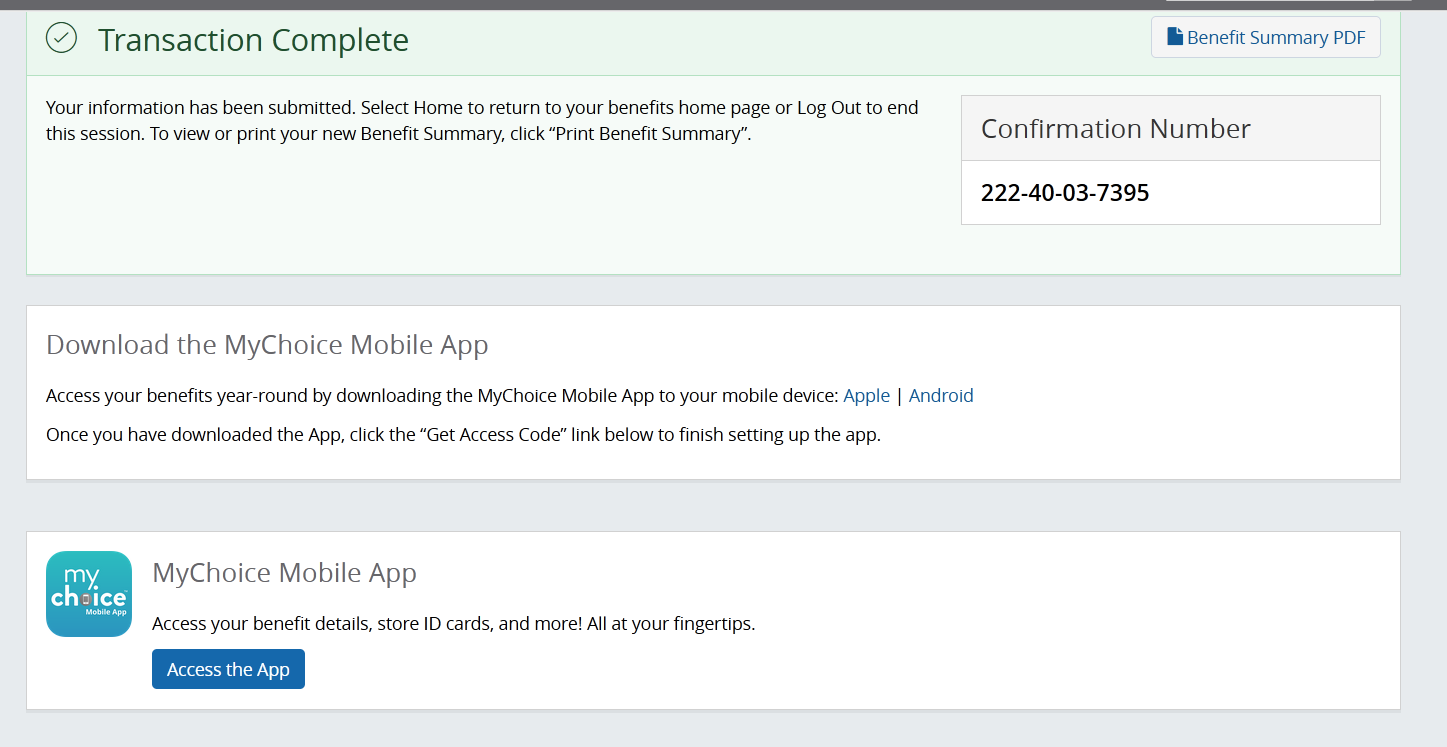 Transaction Complete
Benefit Summary PDF
Your information has been submitted. Select Home to return to your benefits home page or Log Out to end
this session. To view or print your new Benefit Summary, click “Print Benefit Summary”.
Confirmation Number
222-40-03-7395
Download the MyChoice Mobile App
Access your benefits year-round by downloading the MyChoice Mobile App to your mobile device: Apple | Android
Once you have downloaded the App, click the “Get Access Code” link below to finish setting up the app.
my
choice
Mobile App
MyChoice Mobile App
Access your benefit details, store ID cards, and more! All at your fingertips.
Access the App